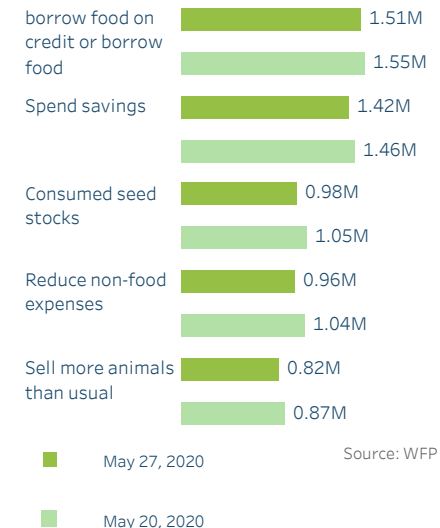 borrow food on
credit or borrow
food
1.51M
1.55M
Spend savings
1.42M
1.46M
Consumed seed
stocks
0.98M
1.05M
Reduce non-food
expenses
0.96M
1.04M
Sell more animals
than usual
0.82M
0.87M
Source: WFP
May 27, 2020
May 20, 2020